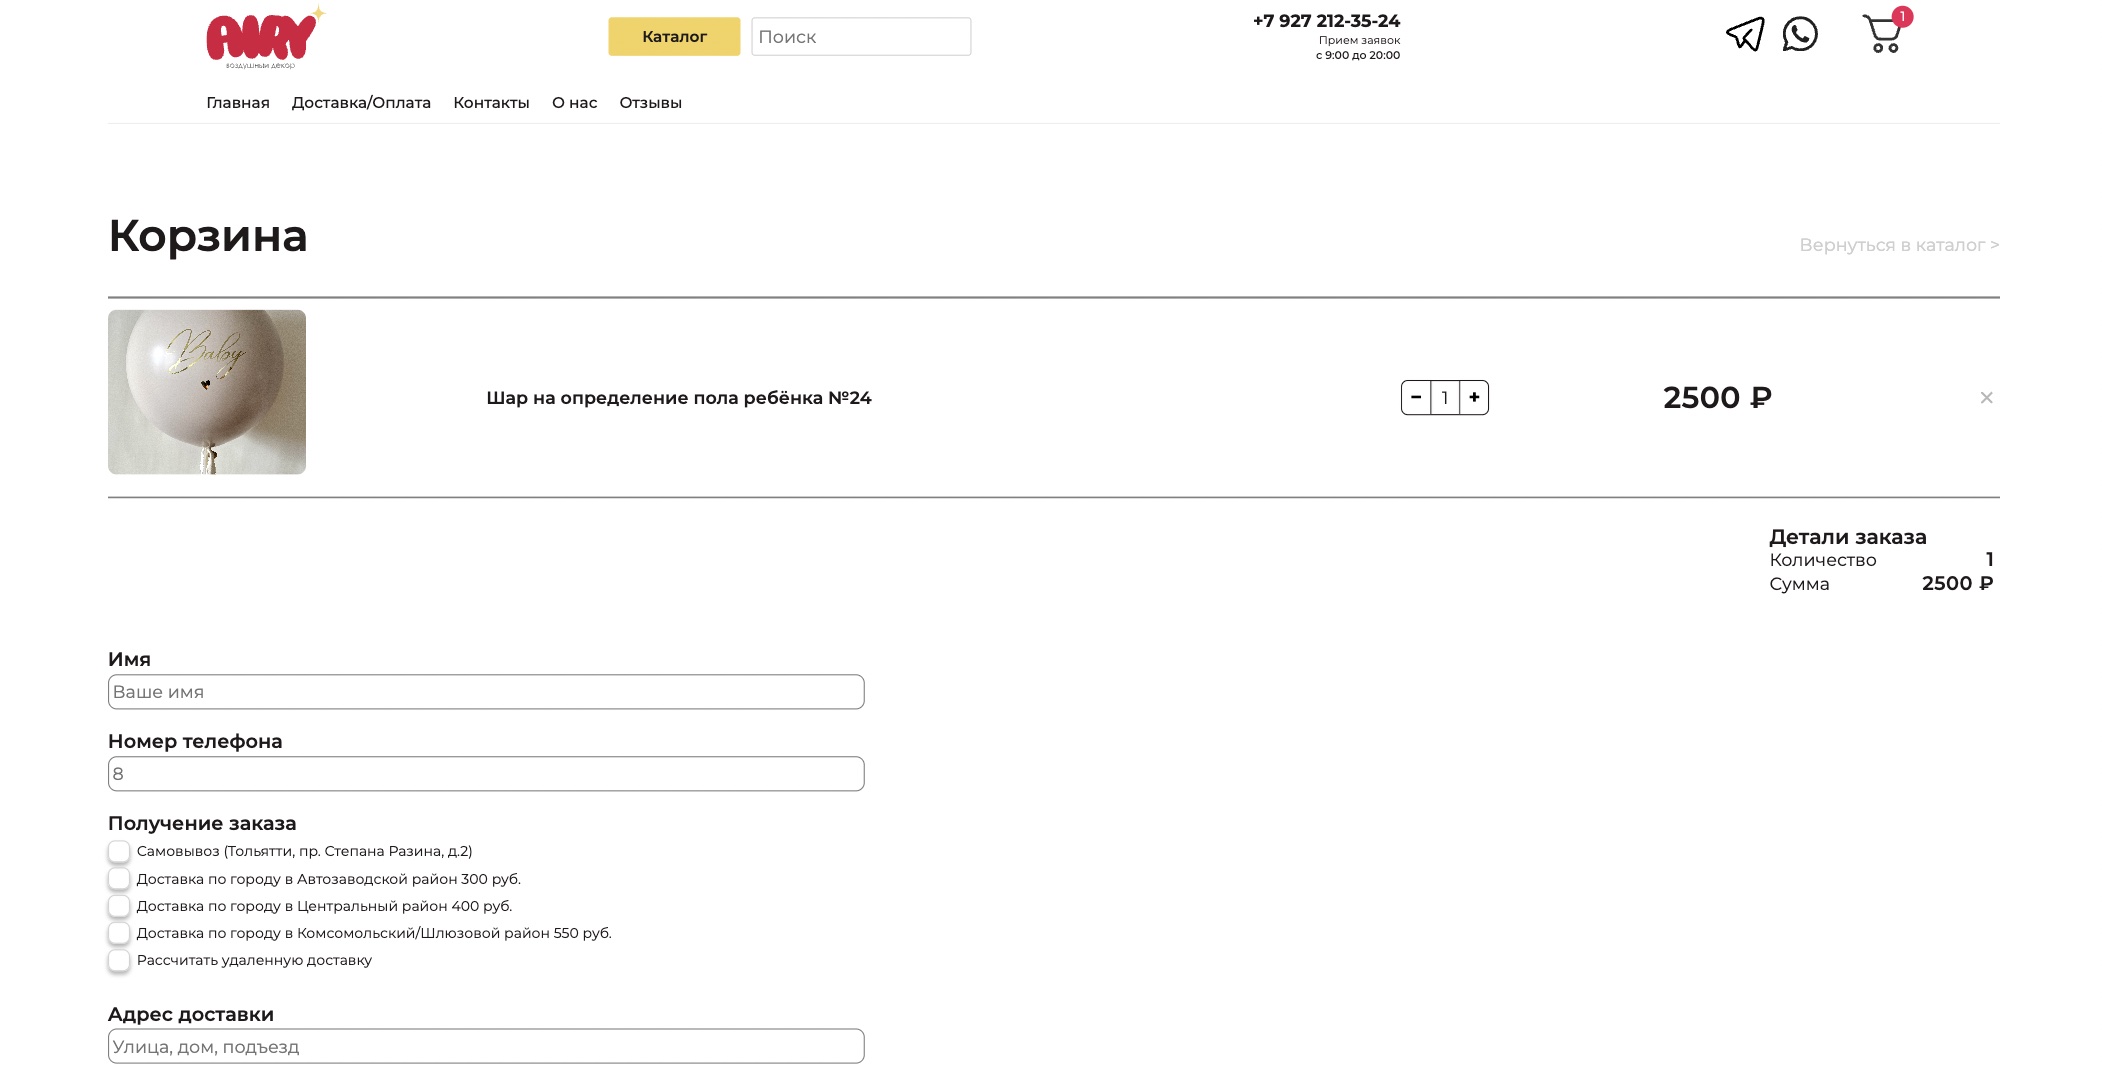 AIRY
воздушный декор
Каталог
Поиск
+7 927 212-35-24
Прием заявок
с 9:00 до 20:00
1
Главная Доставка/Оплата Контакты О нас Отзывы
Корзина
Вернуться в каталог >
Baby
Шар на определение пола ребёнка №24
− 1 +
2500 ₽
×
Детали заказа
Количество 1
Сумма 2500 ₽
Имя
Ваше имя
Номер телефона
8
Получение заказа
Самовывоз (Тольятти, пр. Степана Разина, д.2)
Доставка по городу в Автозаводской район 300 руб.
Доставка по городу в Центральный район 400 руб.
Доставка по городу в Комсомольский/Шлюзовой район 550 руб.
Рассчитать удаленную доставку
Адрес доставки
Улица, дом, подъезд